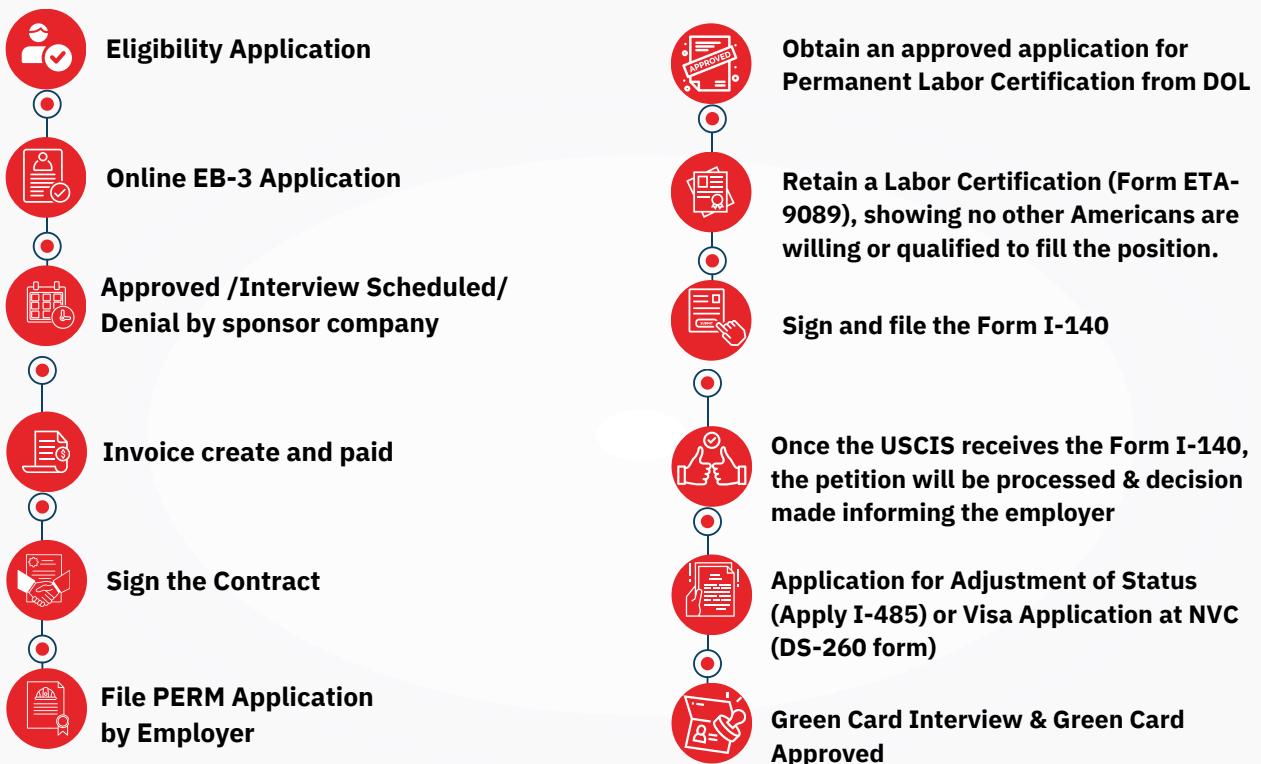 Eligibility Application
Online EB-3 Application
Approved /Interview Scheduled/
Denial by sponsor company
Invoice create and paid
Sign the Contract
File PERM Application
by Employer
APPROVED
Obtain an approved application for
Permanent Labor Certification from DOL
Retain a Labor Certification (Form ETA-
9089), showing no other Americans are
willing or qualified to fill the position.
SUBMIT
Sign and file the Form I-140
Once the USCIS receives the Form I-140,
the petition will be processed & decision
made informing the employer
Application for Adjustment of Status
(Apply I-485) or Visa Application at NVC
(DS-260 form)
Green Card Interview & Green Card
Approved